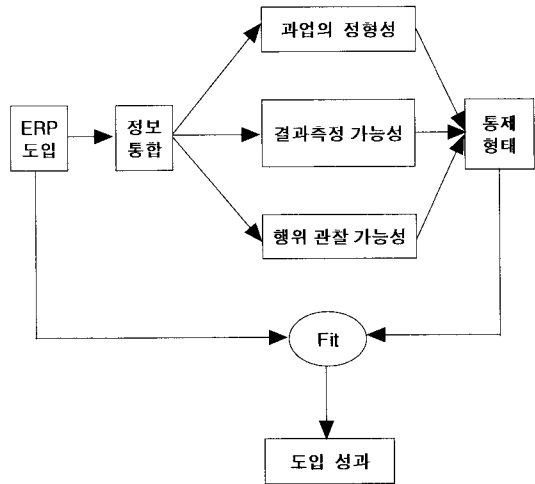 과업의 정형성
ERP
도입
정보
통합
결과측정 가능성
통제
형태
행위 관찰 가능성
Fit
도입 성과